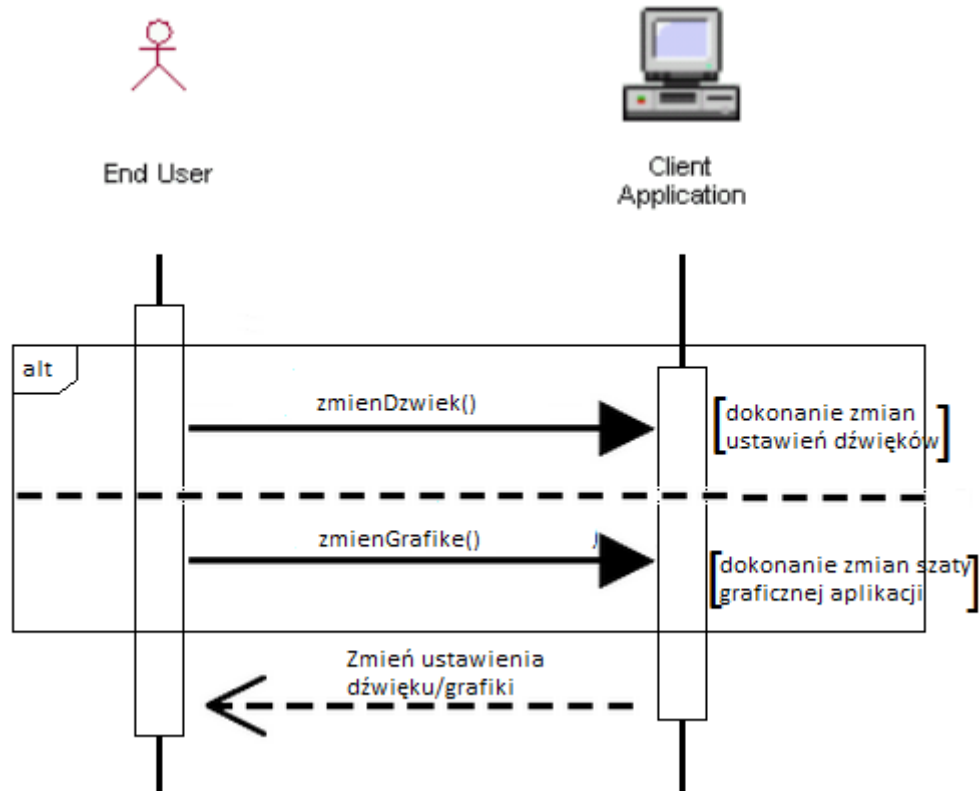 End User
Client
Application
alt
zmienDzwiek()
[dokonanie zmian
ustawień dźwięków]
zmienGrafike()
[dokonanie zmian szaty
graficznej aplikacji]
Zmień ustawienia
dźwięku/grafiki